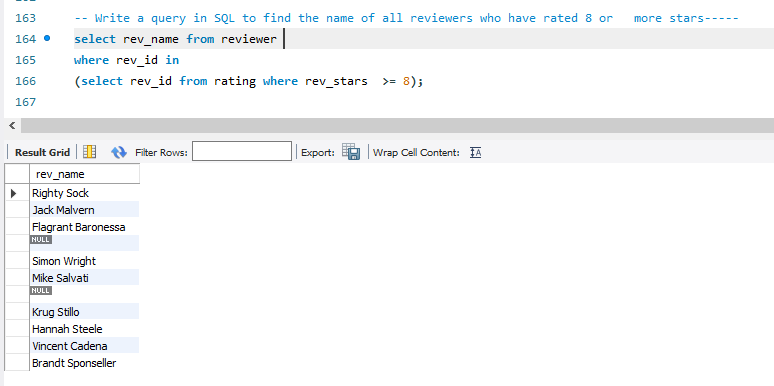 163 -- Write a query in SQL to find the name of all reviewers who have rated 8 or   more stars-----
164 select rev_name from reviewer
165 where rev_id in
166 (select rev_id from rating where rev_stars  >= 8);
167
Result Grid Filter Rows: Export: Wrap Cell Content: IA
rev_name
Righty Sock
Jack Malvern
Flagrant Baronessa
NULL
Simon Wright
Mike Salvati
NULL
Krug Stillo
Hannah Steele
Vincent Cadena
Brandt Sponseller